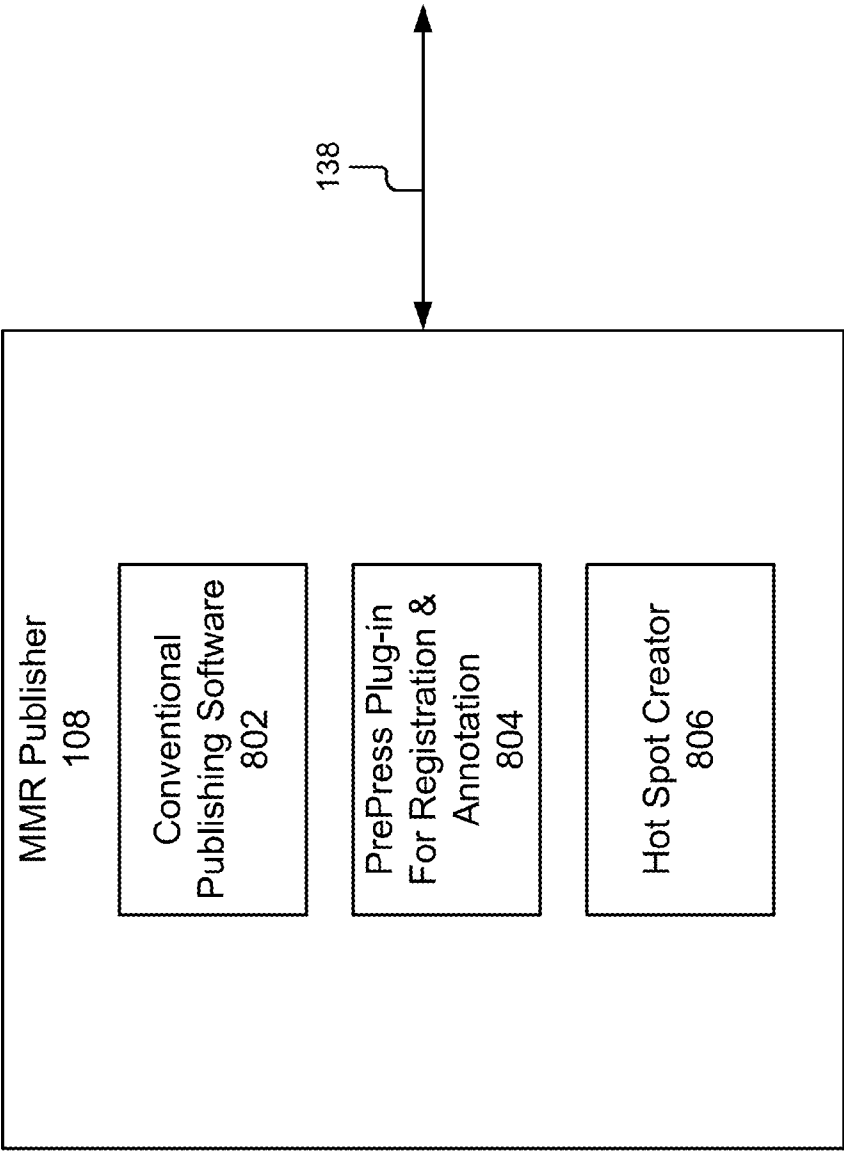 MMR Publisher
108
Conventional
Publishing Software
802
PrePress Plug-in
For Registration &
Annotation
804
Hot Spot Creator
806
138